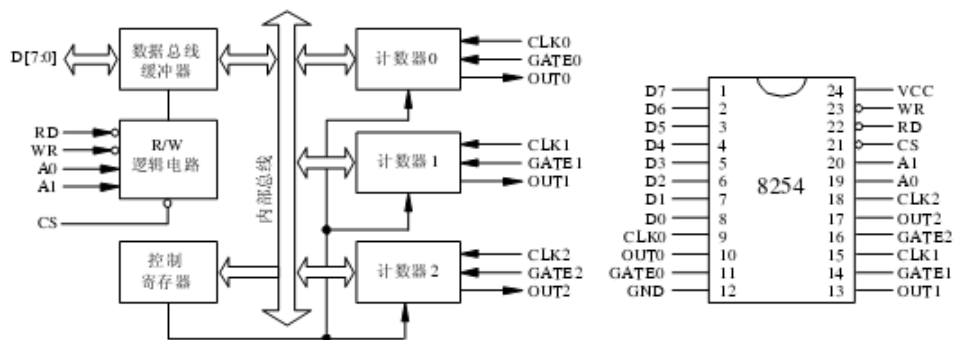 D[7:0]
数据总线
缓冲器
RD
WR
A0
A1
R/W
逻辑电路
CS
控制
寄存器
内部总线
计数器0
CLK0
GATE0
OUT0
计数器 1
CLK1
GATE1
OUT1
计数器 2
CLK2
GATE2
OUT2
8254
D7 1
D6 2
D5 3
D4 4
D3 5
D2 6
D1 7
D0 8
CLK0 9
OUT0 10
GATE0 11
GND 12
24 VCC
23 WR
22 RD
21 CS
20 A1
19 A0
18 CLK2
17 OUT2
16 GATE2
15 CLK1
14 GATE1
13 OUT1